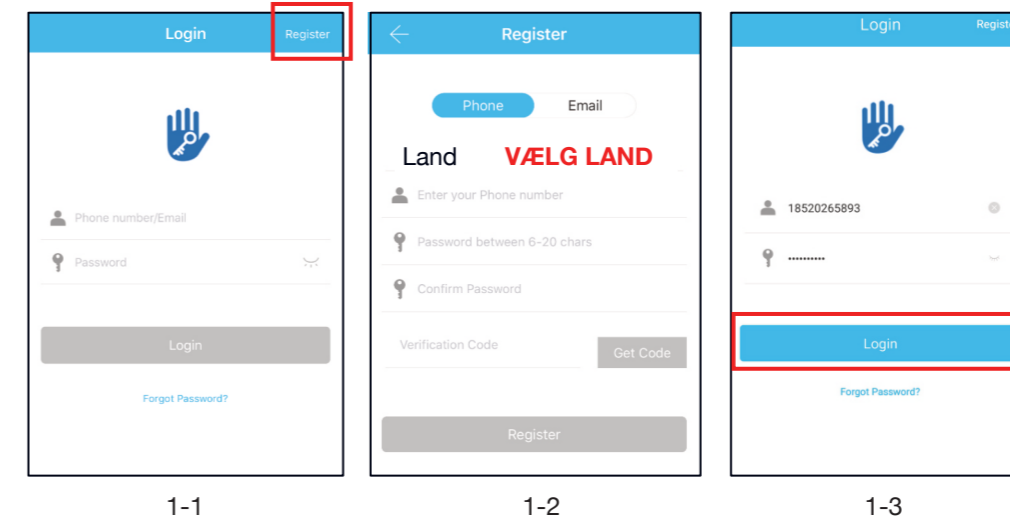 Login Register
Phone number/Email
Password
Login
Forgot Password?
1-1
Register
Phone Email
Land VÆLG LAND
Enter your Phone number
Password between 6-20 chars
Confirm Password
Verification Code Get Code
Register
1-2
Login
18520265893
Login
Forgot Password?
1-3